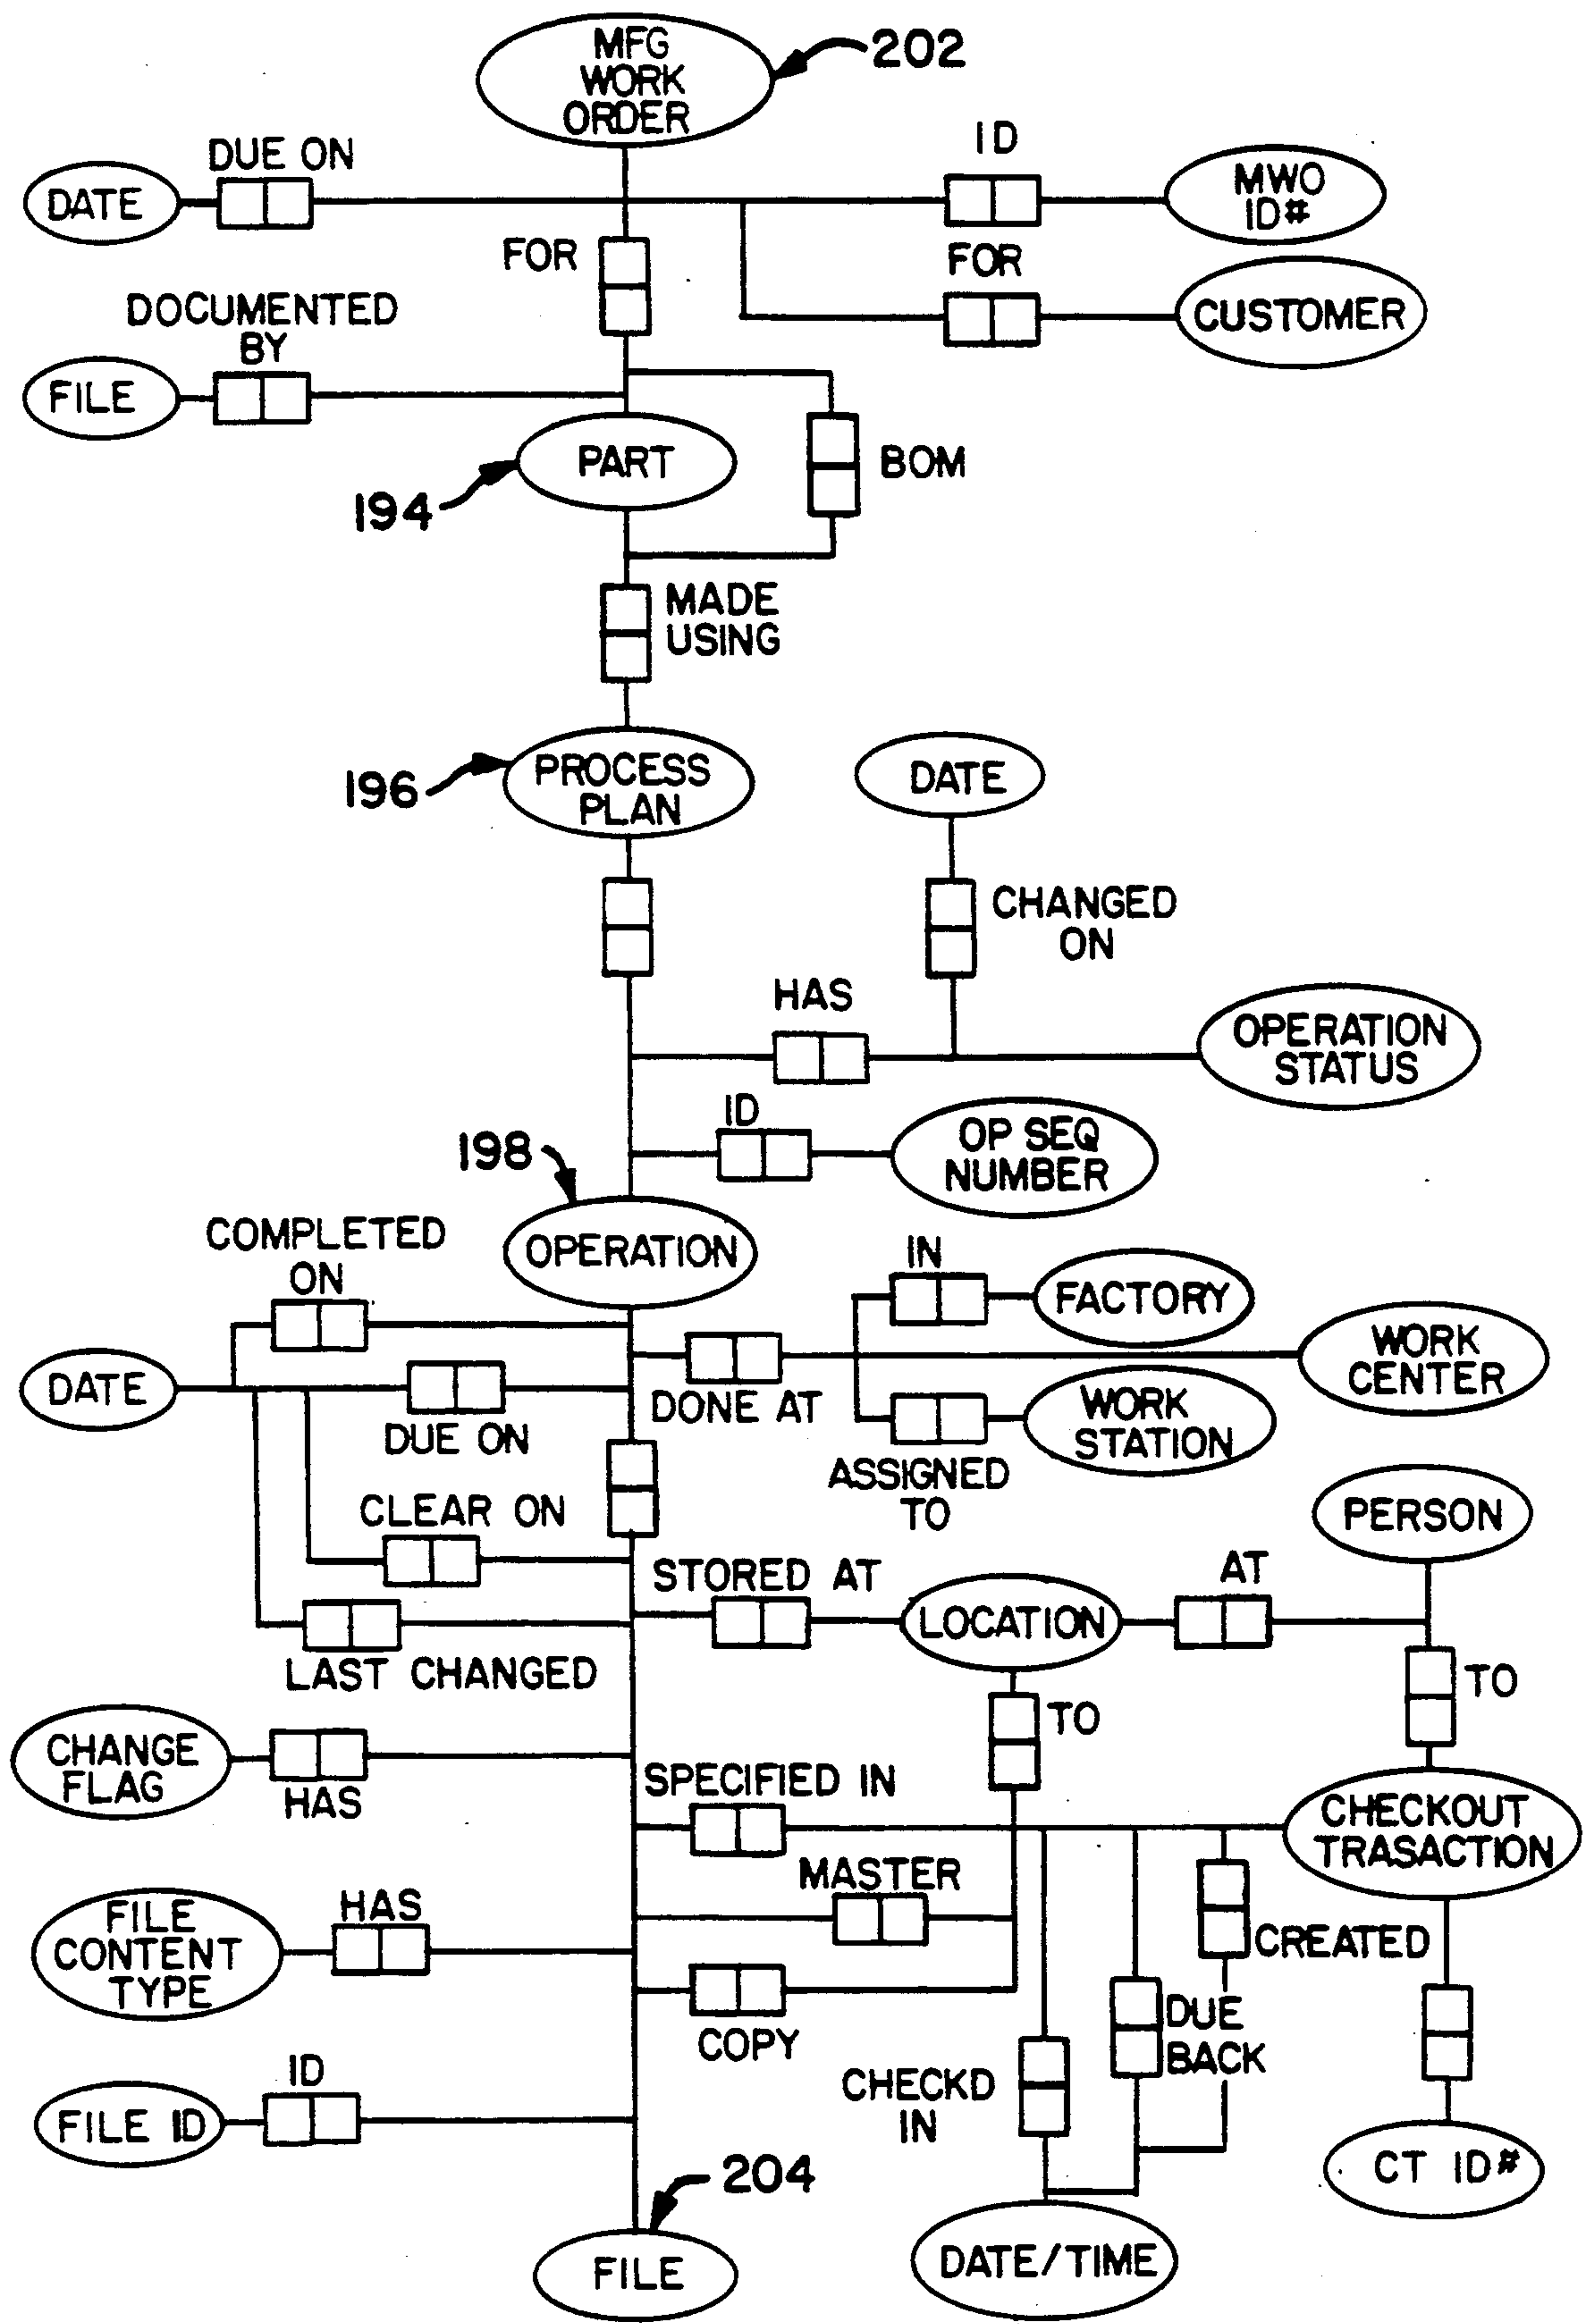 MFG
WORK
ORDER
202
DUE ON
ID
DATE
MWO
ID#
FOR
FOR
DOCUMENTED
BY
CUSTOMER
FILE
PART
BOM
194
MADE
USING
196
PROCESS
PLAN
DATE
CHANGED
ON
HAS
OPERATION
STATUS
ID
OP SEQ
NUMBER
198
COMPLETED
ON
OPERATION
IN
FACTORY
WORK
CENTER
DATE
DONE AT
WORK
STATION
DUE ON
ASSIGNED
TO
CLEAR ON
PERSON
STORED AT
AT
LOCATION
LAST CHANGED
TO
TO
CHANGE
FLAG
HAS
SPECIFIED IN
CHECKOUT
TRASACTION
MASTER
HAS
FILE
CONTENT
TYPE
CREATED
COPY
DUE
BACK
ID
CHECKD
IN
FILE ID
CT ID#
204
FILE
DATE/TIME